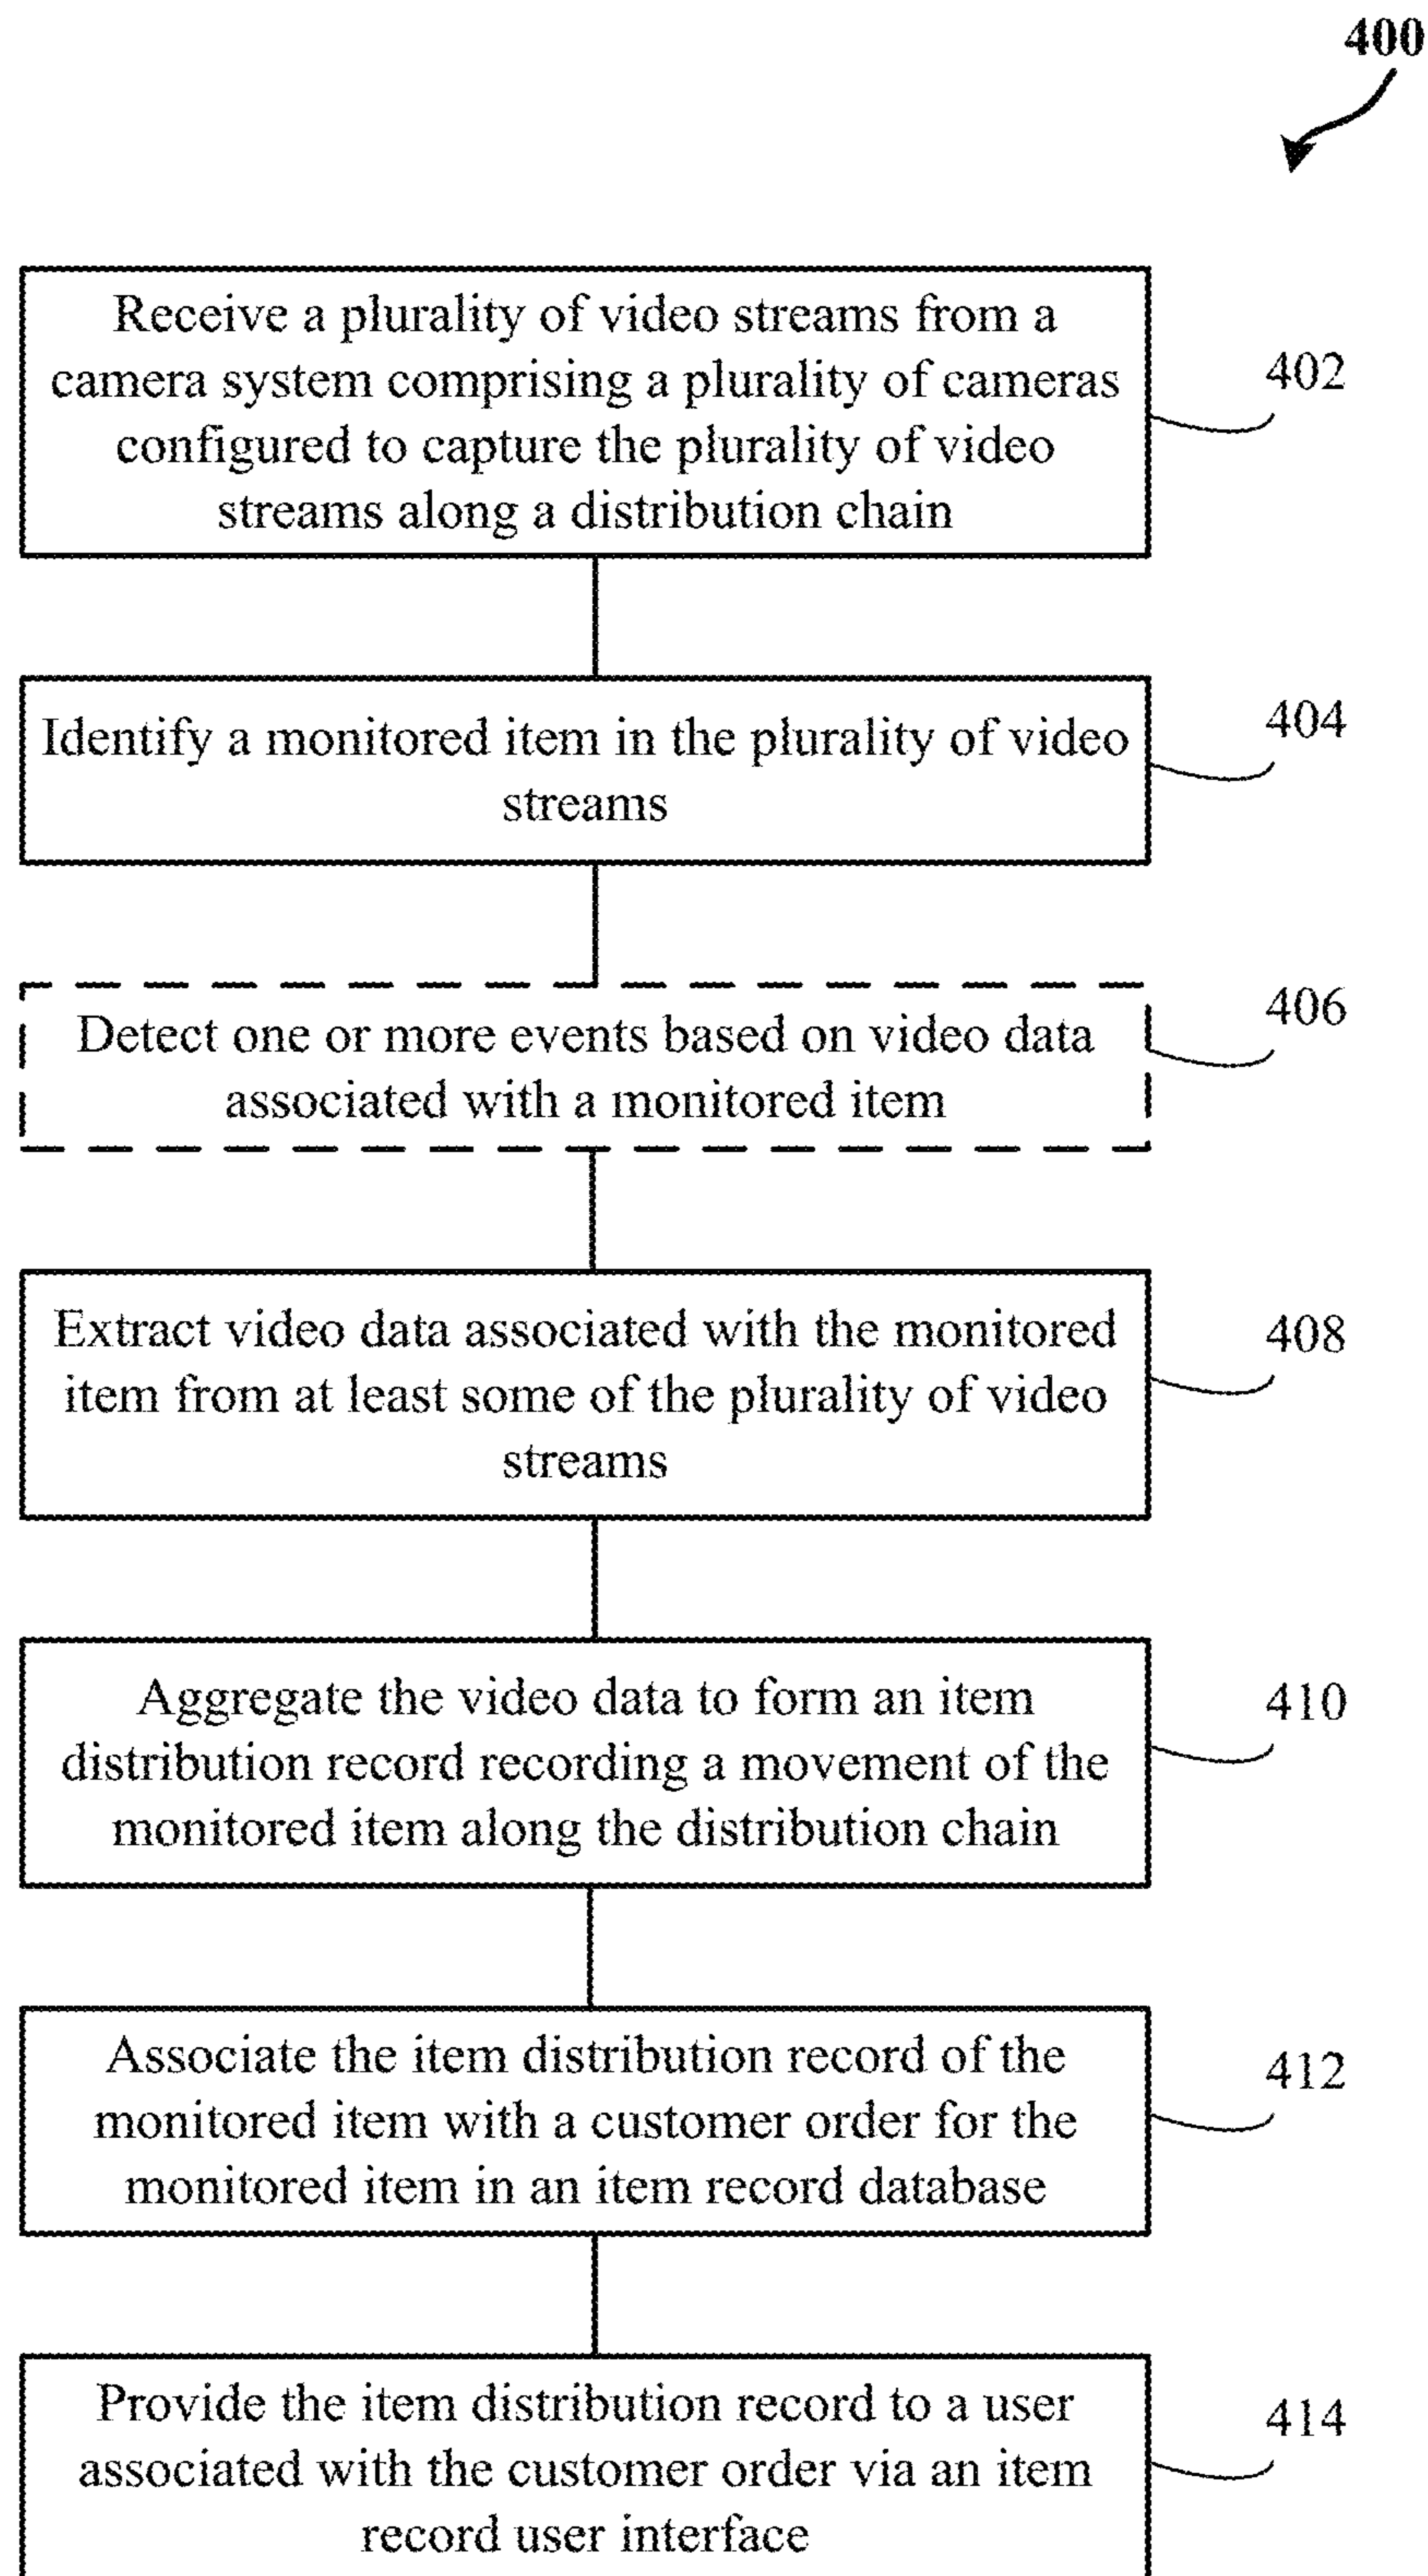 400
Receive a plurality of video streams from a
camera system comprising a plurality of cameras
configured to capture the plurality of video
streams along a distribution chain
402
Identify a monitored item in the plurality of video
streams
404
Detect one or more events based on video data
associated with a monitored item
406
Extract video data associated with the monitored
item from at least some of the plurality of video
streams
408
Aggregate the video data to form an item
distribution record recording a movement of the
monitored item along the distribution chain
410
Associate the item distribution record of the
monitored item with a customer order for the
monitored item in an item record database
412
Provide the item distribution record to a user
associated with the customer order via an item
record user interface
414